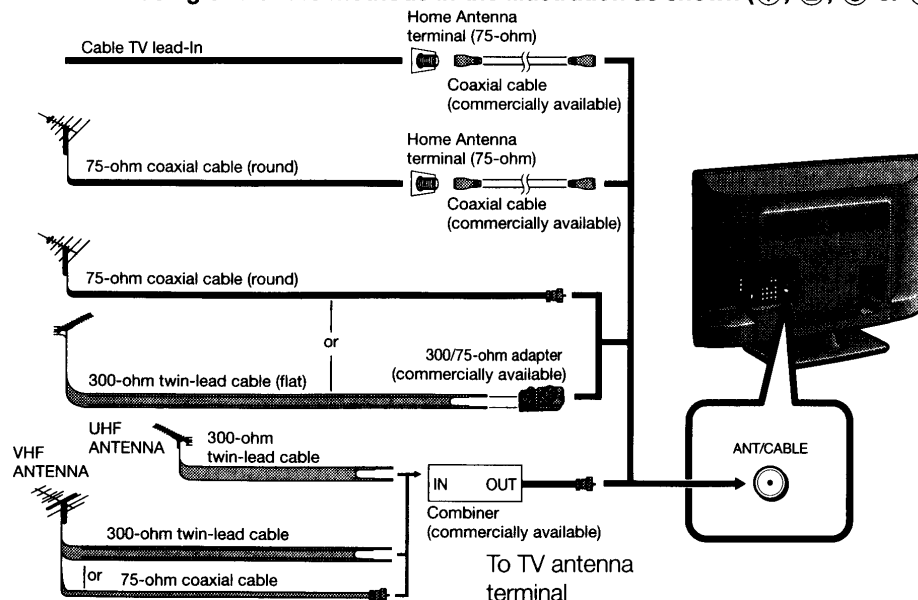 Home Antenna
terminal (75-ohm)
Cable TV lead-In
Coaxial cable
(commercially available)
Home Antenna
terminal (75-ohm)
75-ohm coaxial cable (round)
Coaxial cable
(commercially available)
75-ohm coaxial cable (round)
or
300/75-ohm adapter
(commercially available)
300-ohm twin-lead cable (flat)
ANT/CABLE
UHF
ANTENNA
300-ohm
twin-lead cable
VHF
ANTENNA
IN OUT
Combiner
(commercially available)
300-ohm twin-lead cable
or 75-ohm coaxial cable
To TV antenna
terminal